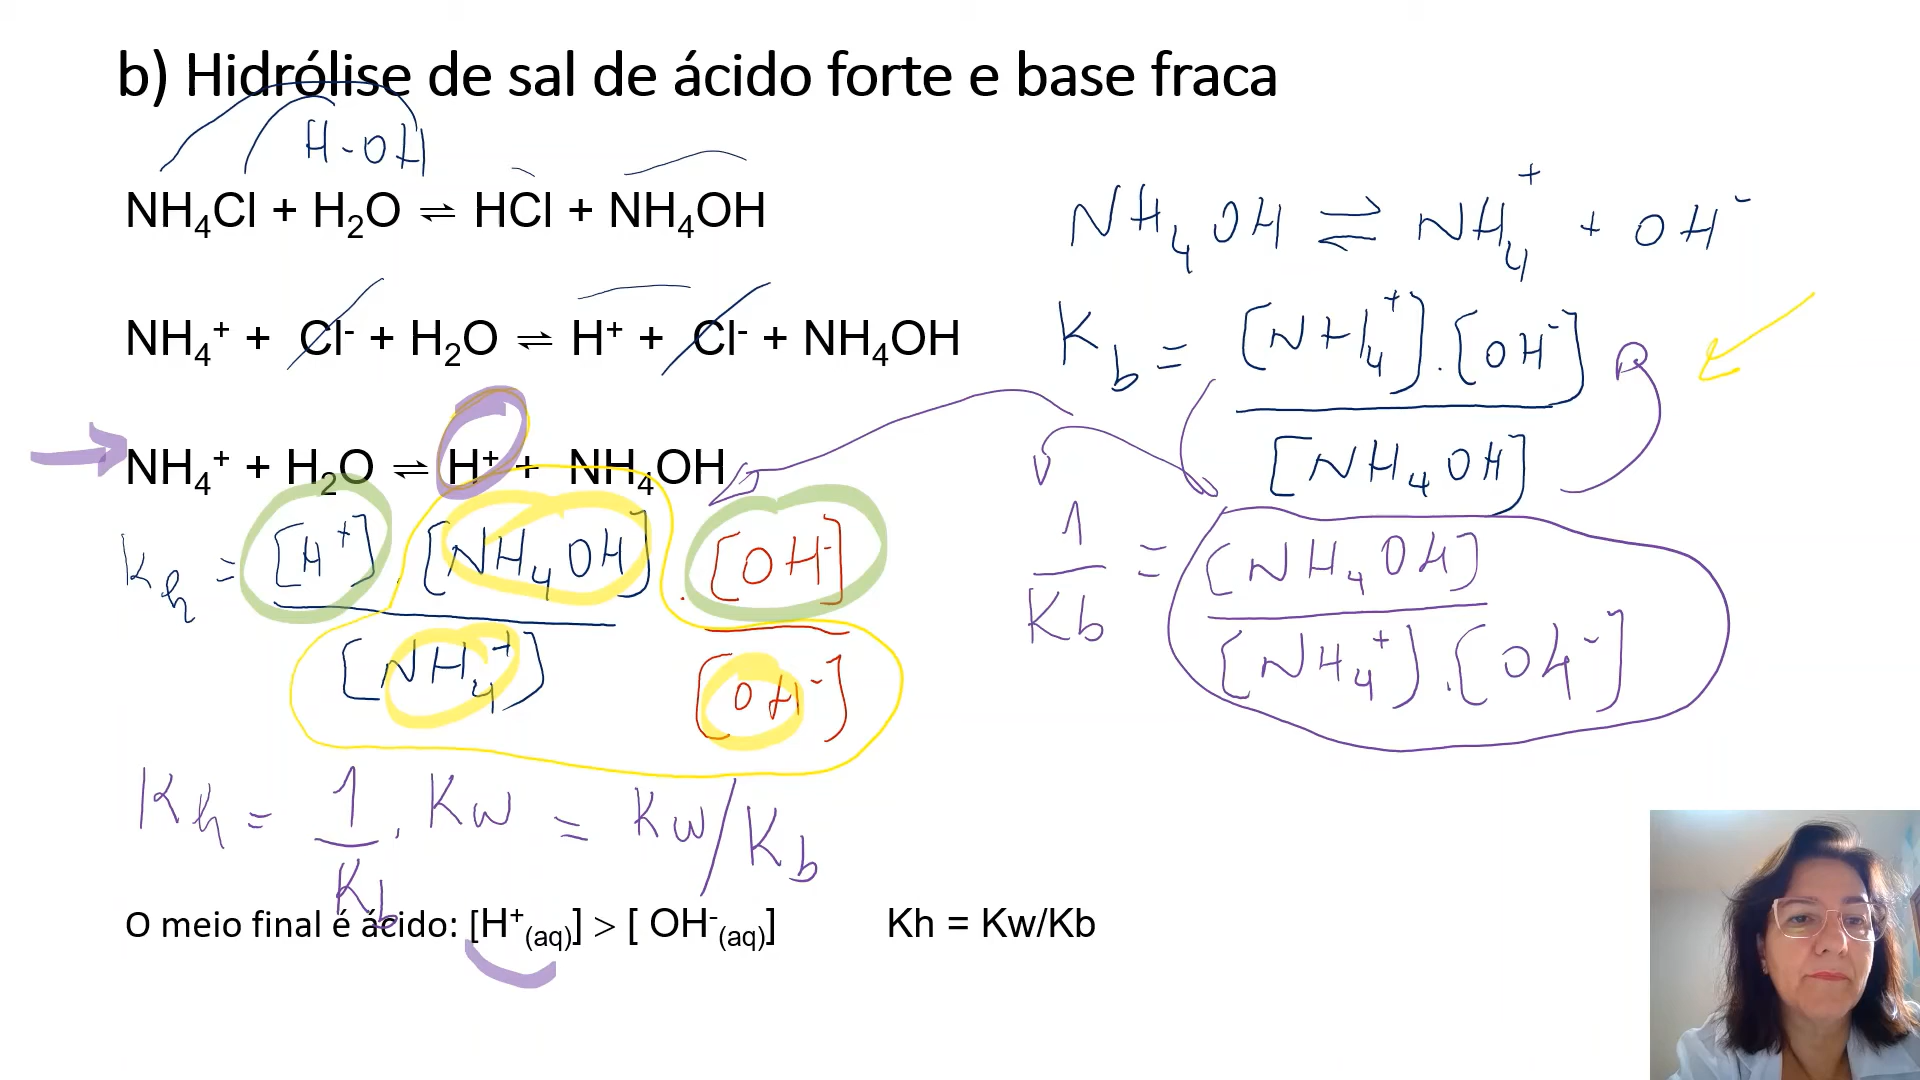 b) Hidrólise de sal de ácido forte e base fraca
H-OH
NH₄Cl + H₂O ⇌ HCl + NH₄OH
NH₄OH ⇌ NH₄⁺ + OH⁻
NH₄⁺ + Cl⁻ + H₂O ⇌ H⁺ + Cl⁻ + NH₄OH
Kb = [NH₄⁺].[OH⁻]
[NH₄OH]
NH₄⁺ + H₂O ⇌ H⁺ + NH₄OH
Kh = [H⁺].[NH₄OH] . [OH⁻]
[NH₄⁺] [OH⁻]
1/Kb = [NH₄OH]
[NH₄⁺].[OH⁻]
Kh = 1/Kb . Kw = Kw/Kb
O meio final é ácido: [H⁺(aq)] > [ OH⁻(aq)] Kh = Kw/Kb